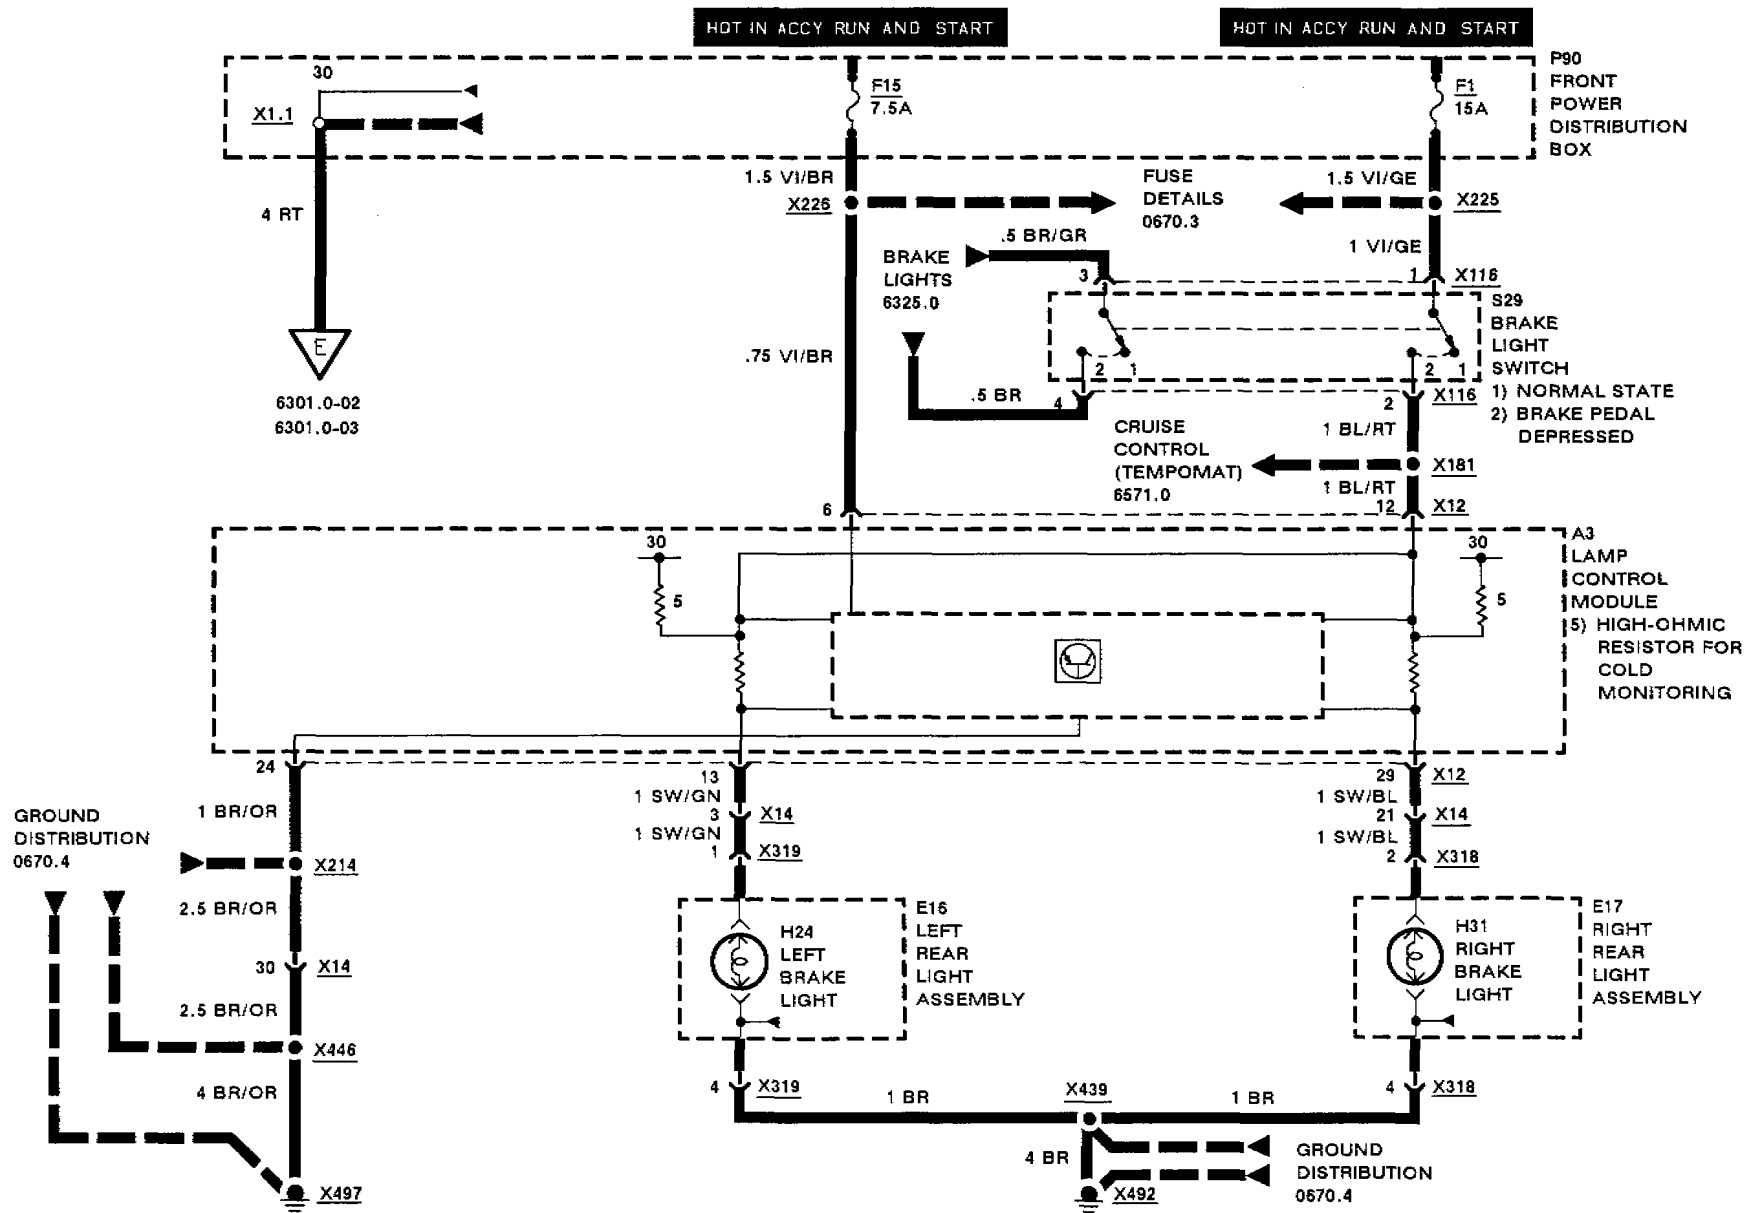 HOT IN ACCY RUN AND START
HOT IN ACCY RUN AND START
30
X1.1
F15
7.5A
F1
15A
P90
FRONT
POWER
DISTRIBUTION
BOX
4 RT
1.5 VI/BR
X226
FUSE
DETAILS
0670.3
1.5 VI/GE
X225
.5 BR/GR
1 VI/GE
BRAKE
LIGHTS
6325.0
3
1
X116
S29
BRAKE
LIGHT
SWITCH
1) NORMAL STATE
2) BRAKE PEDAL
DEPRESSED
E
6301.0-02
6301.0-03
.75 VI/BR
2
1
2
1
.5 BR
4
2
X116
1 BL/RT
CRUISE
CONTROL
(TEMPOMAT)
6571.0
X181
1 BL/RT
6
12
X12
A3
LAMP
CONTROL
MODULE
5) HIGH-OHMIC
RESISTOR FOR
COLD
MONITORING
30
5
30
5
24
13
29
X12
1 BR/OR
1 SW/GN
1 SW/BL
3
X14
21
X14
1 SW/GN
1 SW/BL
1
X319
2
X318
GROUND
DISTRIBUTION
0670.4
X214
2.5 BR/OR
30
X14
2.5 BR/OR
X446
4 BR/OR
X497
H24
LEFT
BRAKE
LIGHT
E16
LEFT
REAR
LIGHT
ASSEMBLY
H31
RIGHT
BRAKE
LIGHT
E17
RIGHT
REAR
LIGHT
ASSEMBLY
4
X319
1 BR
X439
1 BR
4
X318
4 BR
X492
GROUND
DISTRIBUTION
0670.4